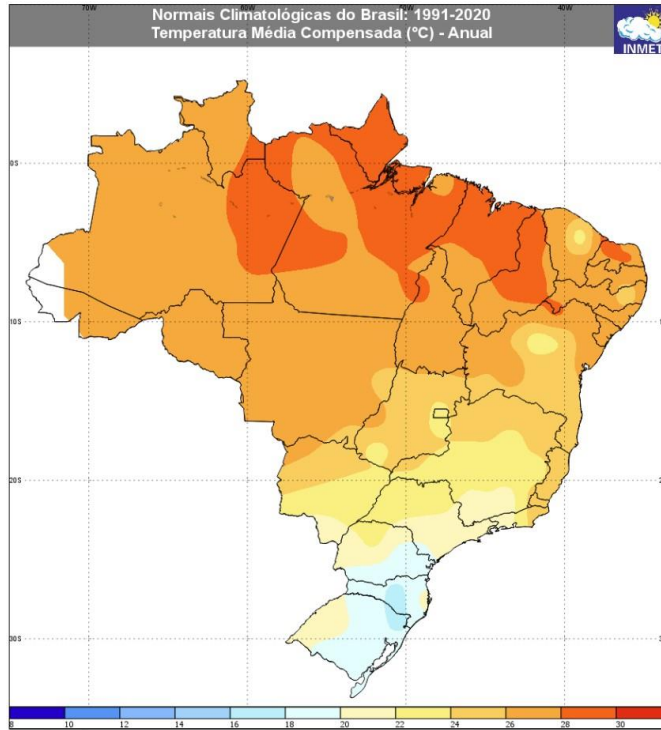 Normais Climatológicas do Brasil: 1991-2020
Temperatura Média Compensada (ºC) - Anual
INMET
70W
60W
40W
0S
10S
20S
30S
8 10 12 14 16 18 20 22 24 26 28 30